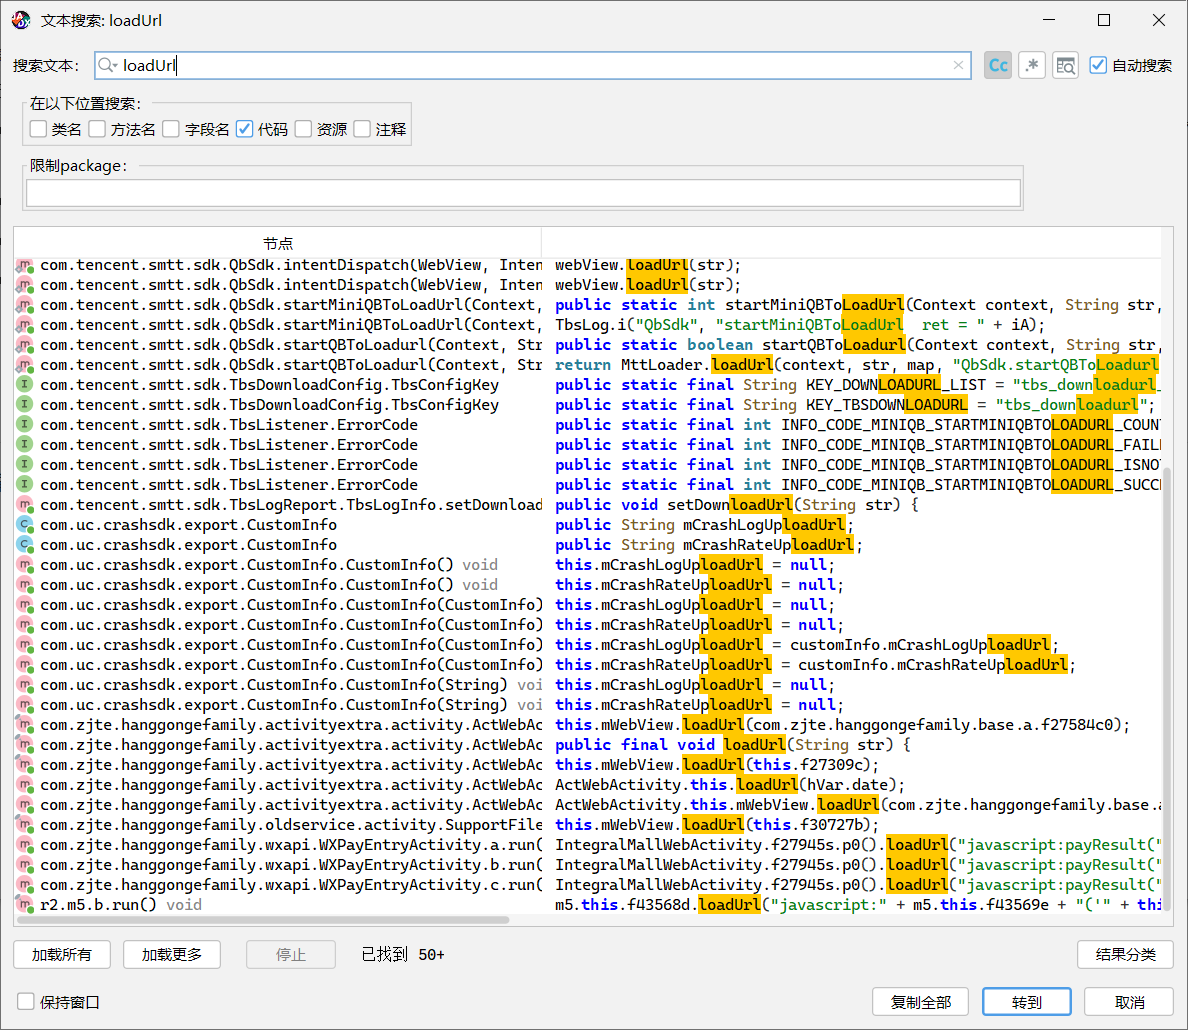 文本搜索: loadUrl
搜索文本: loadUrl Cc .* 自动搜索
在以下位置搜索:
类名 方法名 字段名 代码 资源 注释
限制package:
节点
com.tencent.smtt.sdk.QbSdk.intentDispatch(WebView, Inten webView.loadUrl(str);
com.tencent.smtt.sdk.QbSdk.intentDispatch(WebView, Inten webView.loadUrl(str);
com.tencent.smtt.sdk.QbSdk.startMiniQBToLoadUrl(Context, public static int startMiniQBToLoadUrl(Context context, String str,
com.tencent.smtt.sdk.QbSdk.startMiniQBToLoadUrl(Context, TbsLog.i("QbSdk", "startMiniQBToLoadUrl  ret = " + iA);
com.tencent.smtt.sdk.QbSdk.startQBToLoadurl(Context, Str public static boolean startQBToLoadurl(Context context, String str,
com.tencent.smtt.sdk.QbSdk.startQBToLoadurl(Context, Str return MttLoader.loadUrl(context, str, map, "QbSdk.startQBToLoadurl
com.tencent.smtt.sdk.TbsDownloadConfig.TbsConfigKey public static final String KEY_DOWNLOADURL_LIST = "tbs_downloadurl_
com.tencent.smtt.sdk.TbsDownloadConfig.TbsConfigKey public static final String KEY_TBSDOWNLOADURL = "tbs_downloadurl";
com.tencent.smtt.sdk.TbsListener.ErrorCode public static final int INFO_CODE_MINIQB_STARTMINIQBTOLOADURL_COUN
com.tencent.smtt.sdk.TbsListener.ErrorCode public static final int INFO_CODE_MINIQB_STARTMINIQBTOLOADURL_FAIL
com.tencent.smtt.sdk.TbsListener.ErrorCode public static final int INFO_CODE_MINIQB_STARTMINIQBTOLOADURL_ISNO
com.tencent.smtt.sdk.TbsListener.ErrorCode public static final int INFO_CODE_MINIQB_STARTMINIQBTOLOADURL_SUCC
com.tencent.smtt.sdk.TbsLogReport.TbsLogInfo.setDownload public void setDownloadUrl(String str) {
com.uc.crashsdk.export.CustomInfo public String mCrashLogUploadUrl;
com.uc.crashsdk.export.CustomInfo public String mCrashRateUploadUrl;
com.uc.crashsdk.export.CustomInfo.CustomInfo() void this.mCrashLogUploadUrl = null;
com.uc.crashsdk.export.CustomInfo.CustomInfo() void this.mCrashRateUploadUrl = null;
com.uc.crashsdk.export.CustomInfo.CustomInfo(CustomInfo) this.mCrashLogUploadUrl = null;
com.uc.crashsdk.export.CustomInfo.CustomInfo(CustomInfo) this.mCrashRateUploadUrl = null;
com.uc.crashsdk.export.CustomInfo.CustomInfo(CustomInfo) this.mCrashLogUploadUrl = customInfo.mCrashLogUploadUrl;
com.uc.crashsdk.export.CustomInfo.CustomInfo(CustomInfo) this.mCrashRateUploadUrl = customInfo.mCrashRateUploadUrl;
com.uc.crashsdk.export.CustomInfo.CustomInfo(String) voi this.mCrashLogUploadUrl = null;
com.uc.crashsdk.export.CustomInfo.CustomInfo(String) voi this.mCrashRateUploadUrl = null;
com.zjte.hanggongefamily.activityextra.activity.ActWebAc this.mWebView.loadUrl(com.zjte.hanggongefamily.base.a.f27584c0);
com.zjte.hanggongefamily.activityextra.activity.ActWebAc public final void loadUrl(String str) {
com.zjte.hanggongefamily.activityextra.activity.ActWebAc this.mWebView.loadUrl(this.f27309c);
com.zjte.hanggongefamily.activityextra.activity.ActWebAc ActWebActivity.this.loadUrl(hVar.date);
com.zjte.hanggongefamily.activityextra.activity.ActWebAc ActWebActivity.this.mWebView.loadUrl(com.zjte.hanggongefamily.base.a
com.zjte.hanggongefamily.oldservice.activity.SupportFile this.mWebView.loadUrl(this.f30727b);
com.zjte.hanggongefamily.wxapi.WXPayEntryActivity.a.run( IntegralMallWebActivity.f27945s.p0().loadUrl("javascript:payResult("
com.zjte.hanggongefamily.wxapi.WXPayEntryActivity.b.run( IntegralMallWebActivity.f27945s.p0().loadUrl("javascript:payResult("
com.zjte.hanggongefamily.wxapi.WXPayEntryActivity.c.run( IntegralMallWebActivity.f27945s.p0().loadUrl("javascript:payResult("
r2.m5.b.run() void m5.this.f43568d.loadUrl("javascript:" + m5.this.f43569e + "('" + thi
加载所有 加载更多 停止 已找到 50+ 结果分类
保持窗口 复制全部 转到 取消